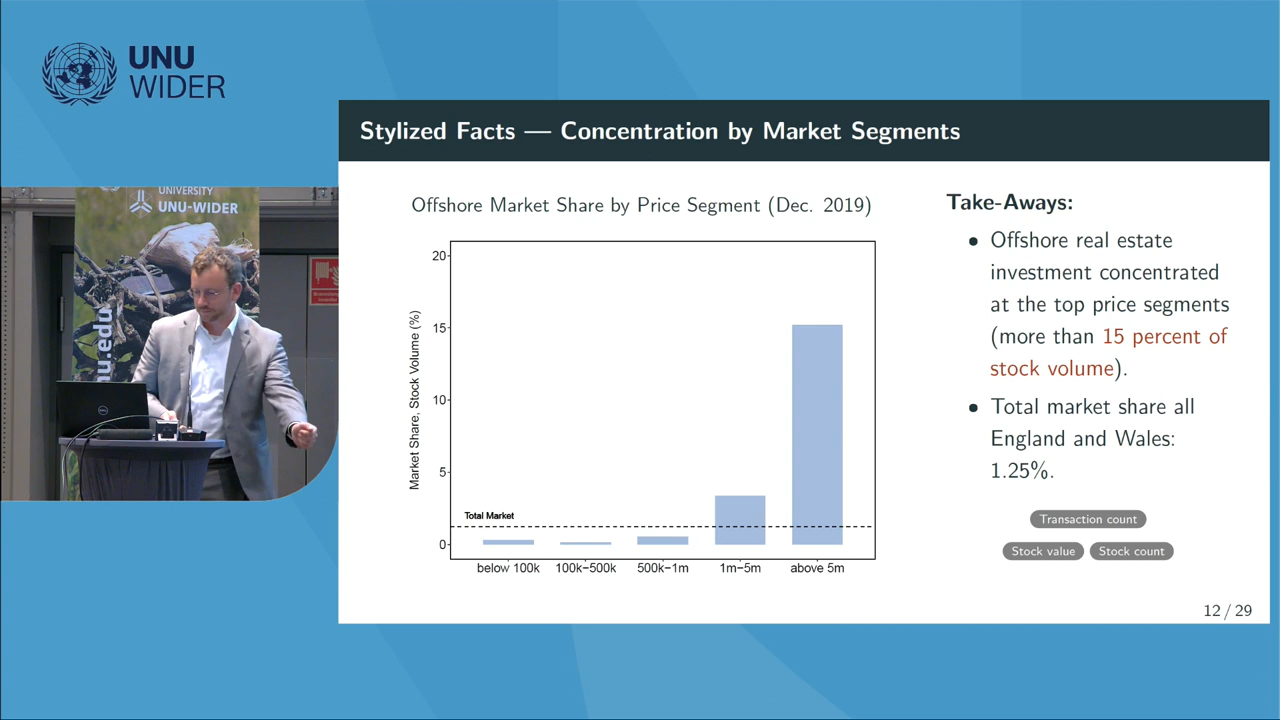 UNU
WIDER
UNIVERSITY
UNU-WIDER
nu.edu
DELL
Stylized Facts — Concentration by Market Segments
Offshore Market Share by Price Segment (Dec. 2019)
Market Share, Stock Volume (%)
20
15
10
5
0
Total Market
below 100k
100k–500k
500k–1m
1m–5m
above 5m
Take-Aways:
• Offshore real estate
investment concentrated
at the top price segments
(more than 15 percent of
stock volume).
• Total market share all
England and Wales:
1.25%.
Transaction count
Stock value
Stock count
12 / 29